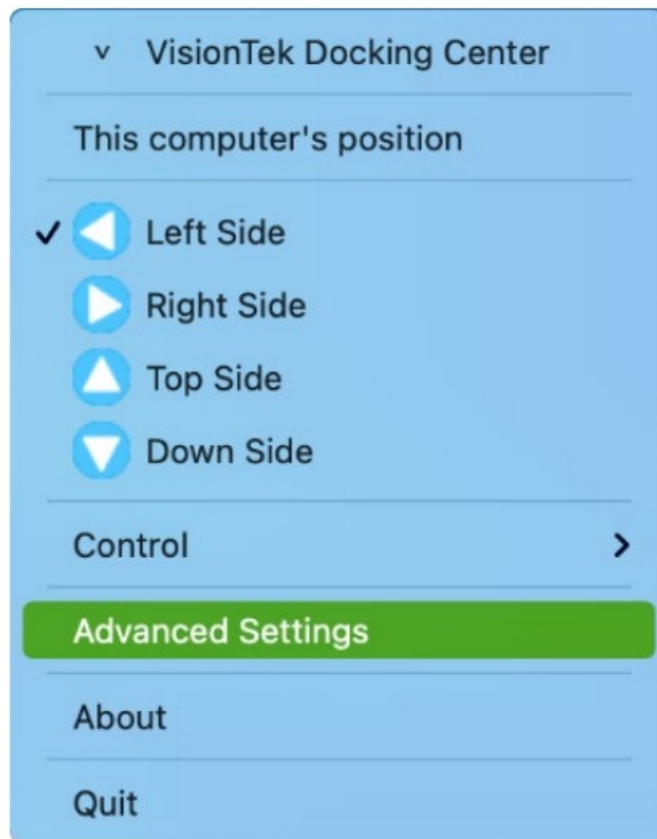 VisionTek Docking Center
This computer's position
Left Side
Right Side
Top Side
Down Side
Control
Advanced Settings
About
Quit